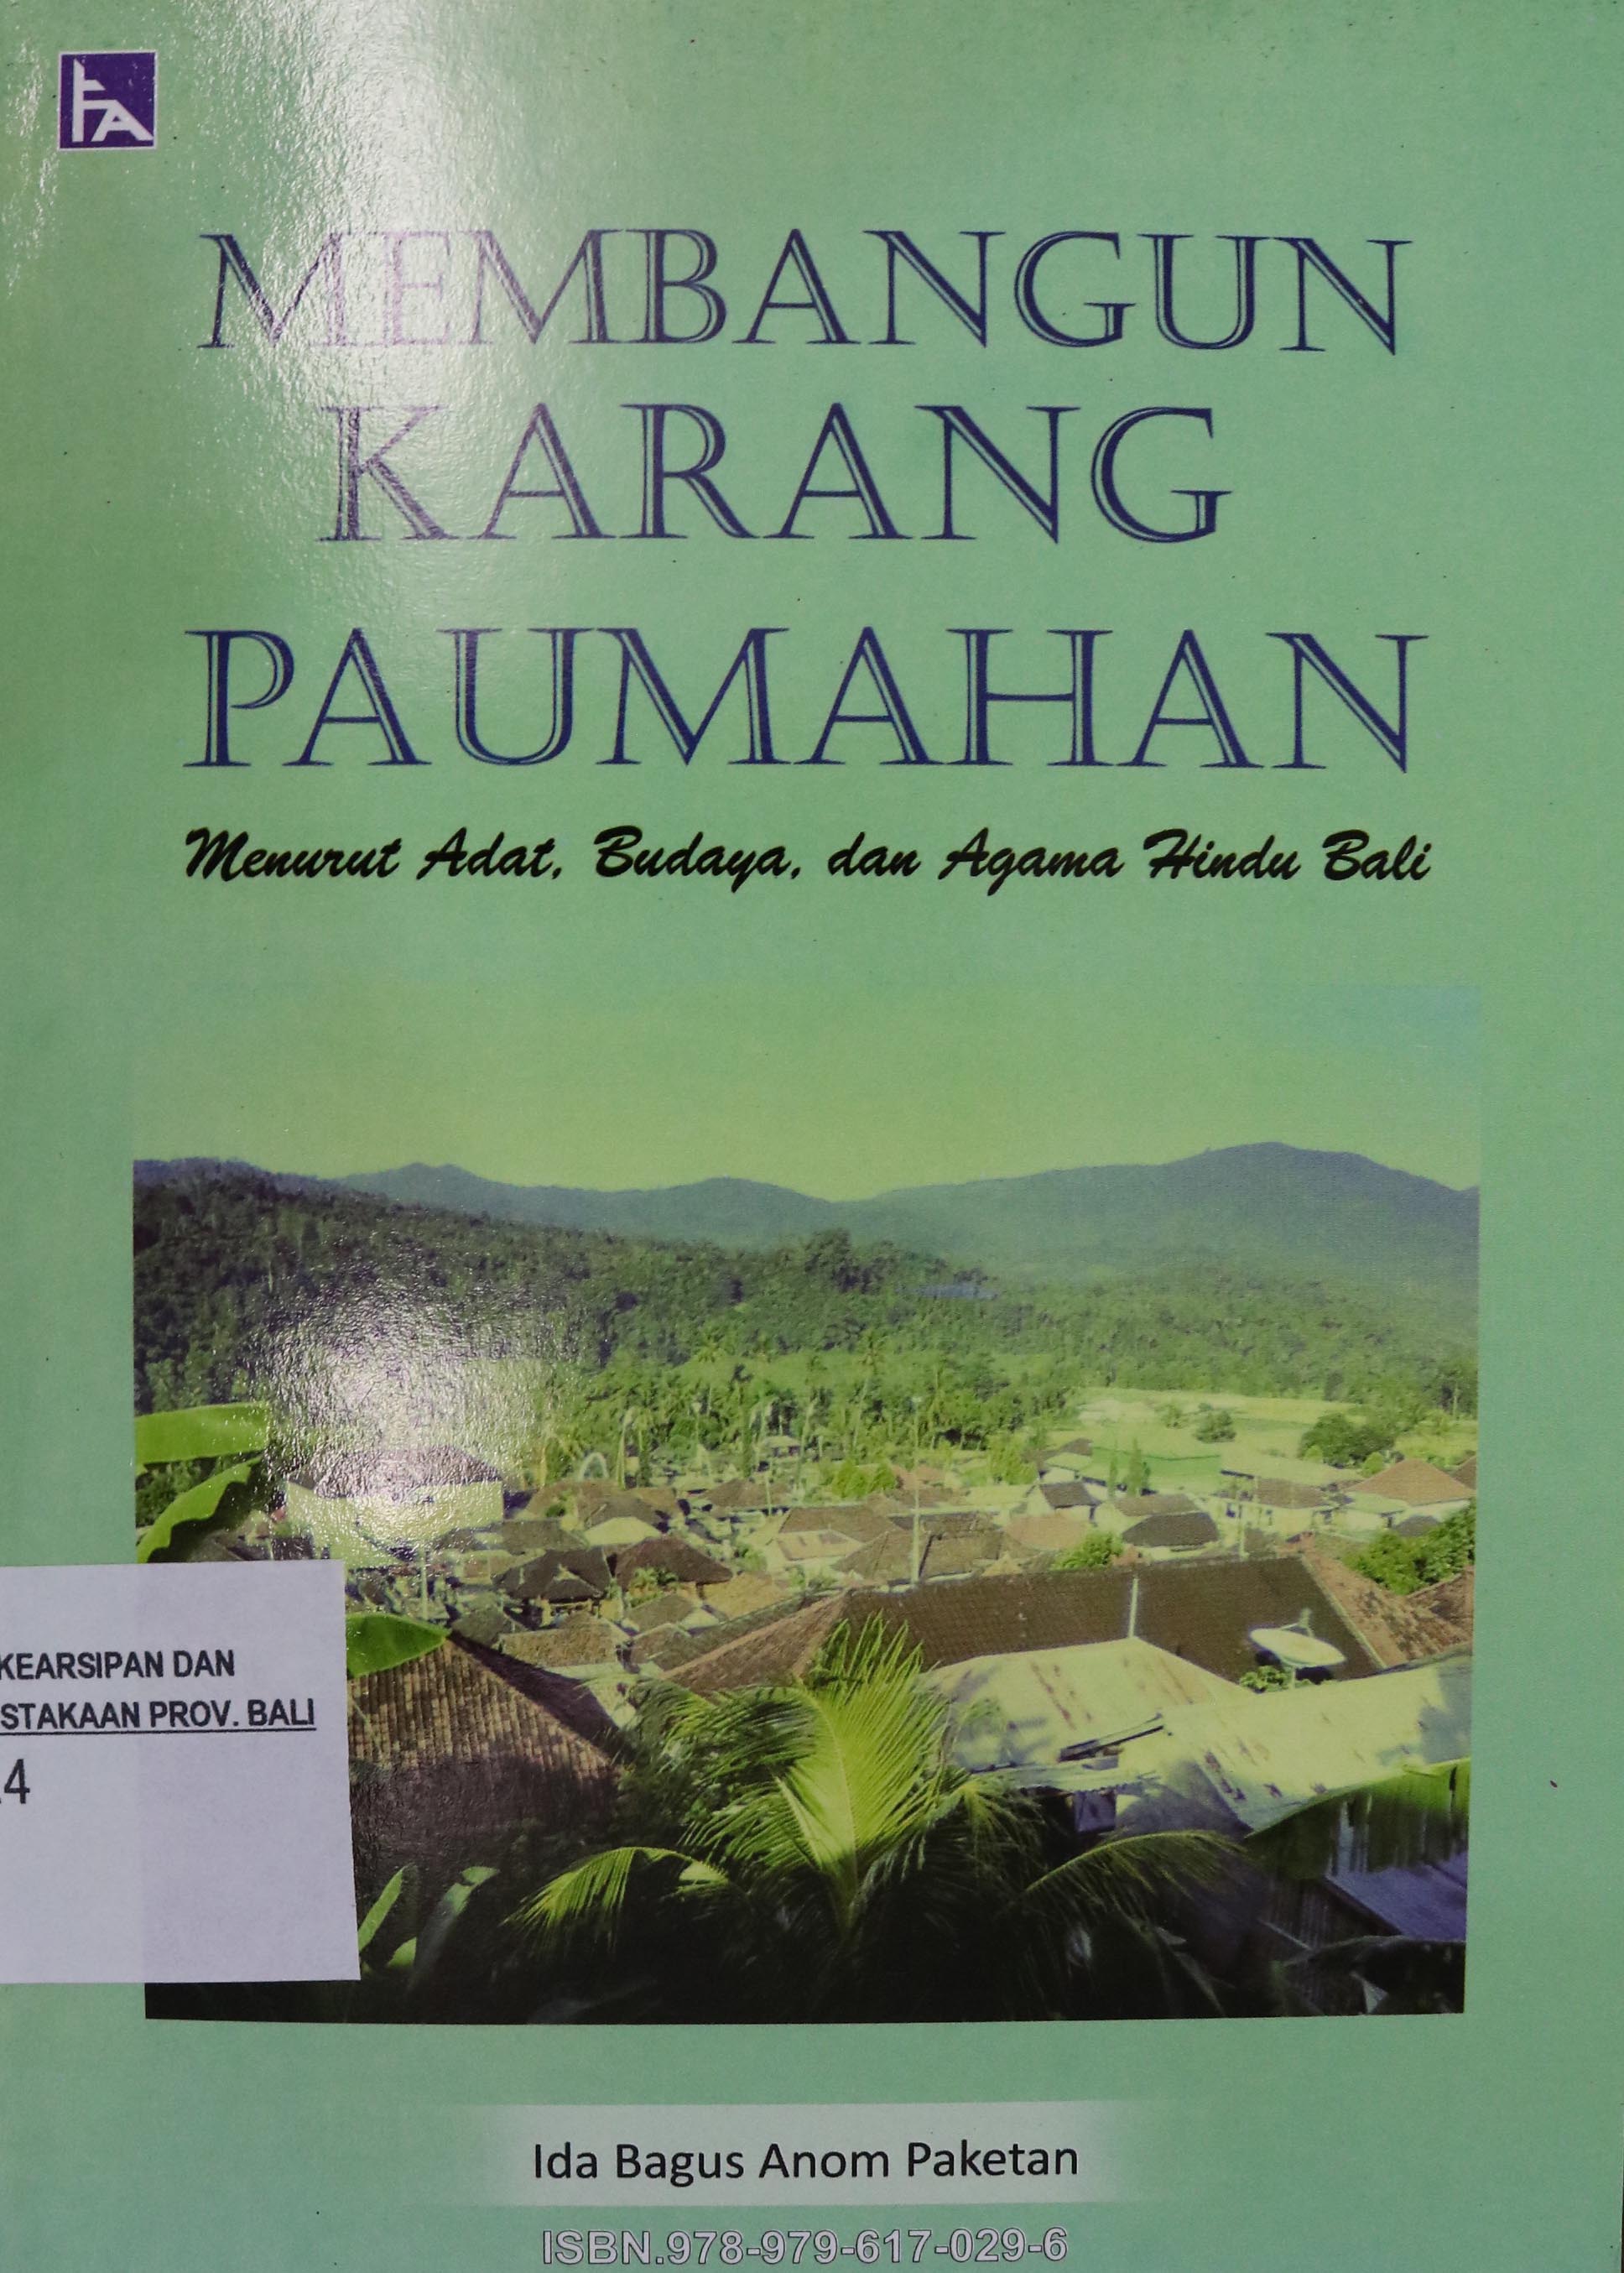 FA
MEMBANGUN
KARANG
PAUMAHAN
Menurut Adat, Budaya, dan Agama Hindu Bali
KEARSIPAN DAN
STAKAAN PROV. BALI
.4
Ida Bagus Anom Paketan
ISBN.978-979-617-029-6